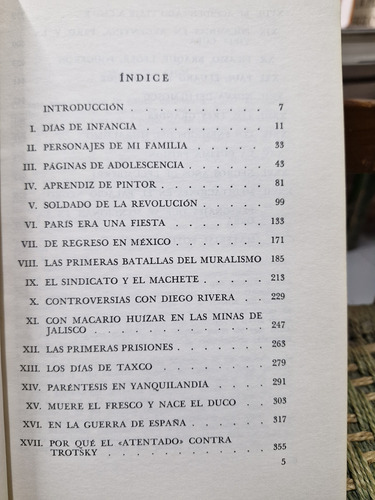 ÍNDICE
INTRODUCCIÓN . . . . . . . . . . 7
I. DÍAS DE INFANCIA . . . . . . . . 11
II. PERSONAJES DE MI FAMILIA . . . . . 33
III. PÁGINAS DE ADOLESCENCIA . . . . . 43
IV. APRENDIZ DE PINTOR . . . . . . . 81
V. SOLDADO DE LA REVOLUCIÓN . . . . 99
VI. PARÍS ERA UNA FIESTA . . . . . . 133
VII. DE REGRESO EN MÉXICO . . . . . . 171
VIII. LAS PRIMERAS BATALLAS DEL MURALISMO 185
IX. EL SINDICATO Y EL MACHETE . . . . 213
X. CONTROVERSIAS CON DIEGO RIVERA . . 229
XI. CON MACARIO HUIZAR EN LAS MINAS DE
JALISCO . . . . . . . . . . . 247
XII. LAS PRIMERAS PRISIONES . . . . . 263
XIII. LOS DÍAS DE TAXCO . . . . . . . 279
XIV. PARÉNTESIS EN YANQUILANDIA . . . . 291
XV. MUERE EL FRESCO Y NACE EL DUCO . . 303
XVI. EN LA GUERRA DE ESPAÑA . . . . . 317
XVII. POR QUÉ EL «ATENTADO» CONTRA
TROTSKY . . . . . . . . . . . 355
5